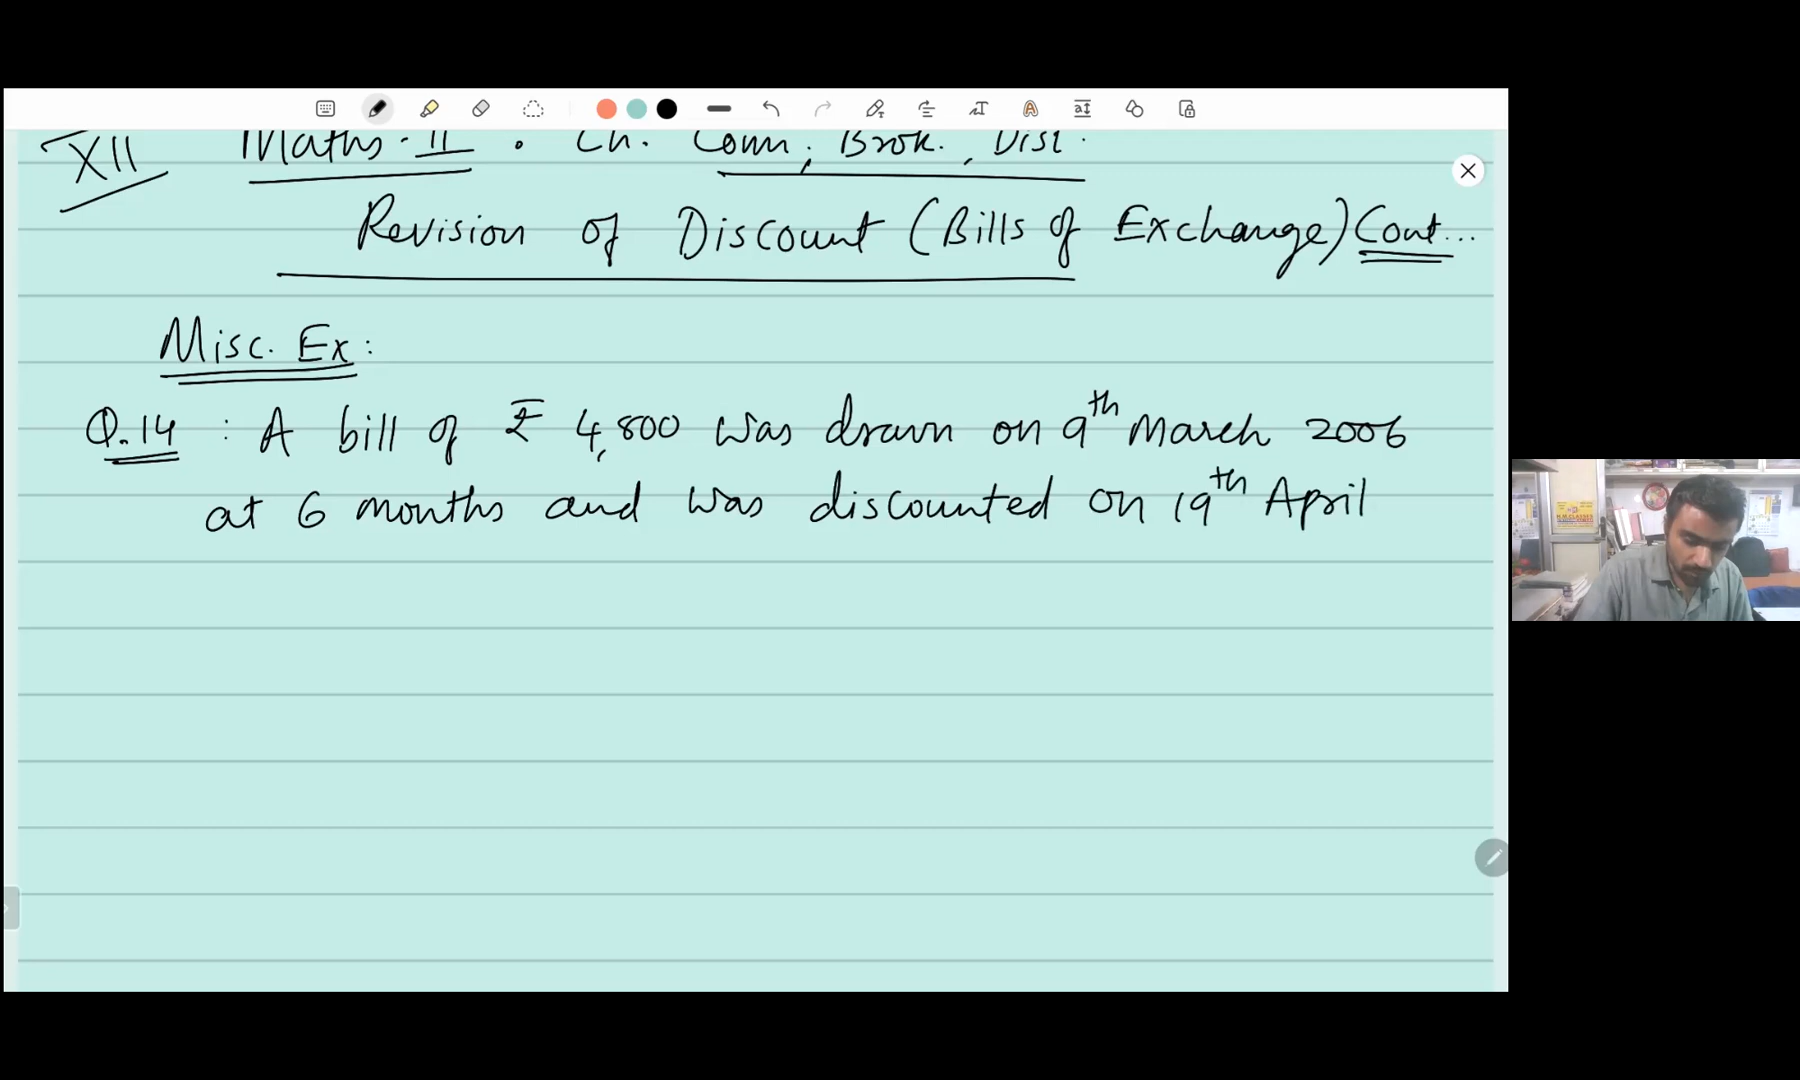 XII Maths-II • Ch. Comm, Brok., Dist.
Revision of Discount (Bills of Exchange) Cont...
Misc. Ex:
Q.14 : A bill of ₹ 4,800 was drawn on 9th March 2006
at 6 months and was discounted on 19th April